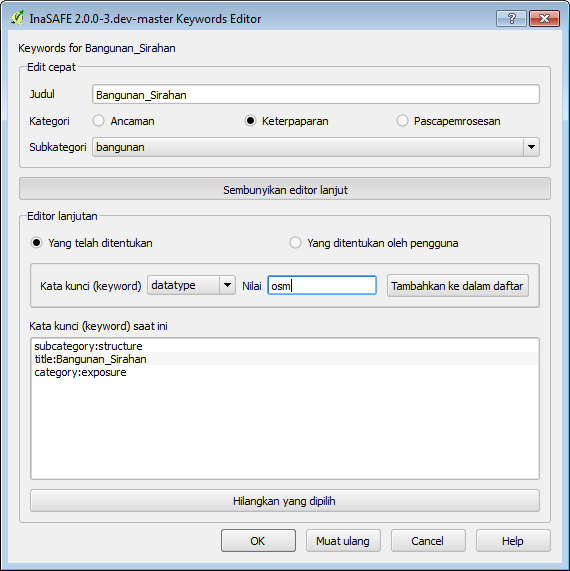 InaSAFE 2.0.0-3.dev-master Keywords Editor
Keywords for Bangunan_Sirahan
Edit cepat
Judul Bangunan_Sirahan
Kategori Ancaman Keterpaparan Pascapemrosesan
Subkategori bangunan
Sembunyikan editor lanjut
Editor lanjutan
Yang telah ditentukan Yang ditentukan oleh pengguna
Kata kunci (keyword) datatype Nilai osm Tambahkan ke dalam daftar
Kata kunci (keyword) saat ini
subcategory:structure
title:Bangunan_Sirahan
category:exposure
Hilangkan yang dipilih
OK Muat ulang Cancel Help